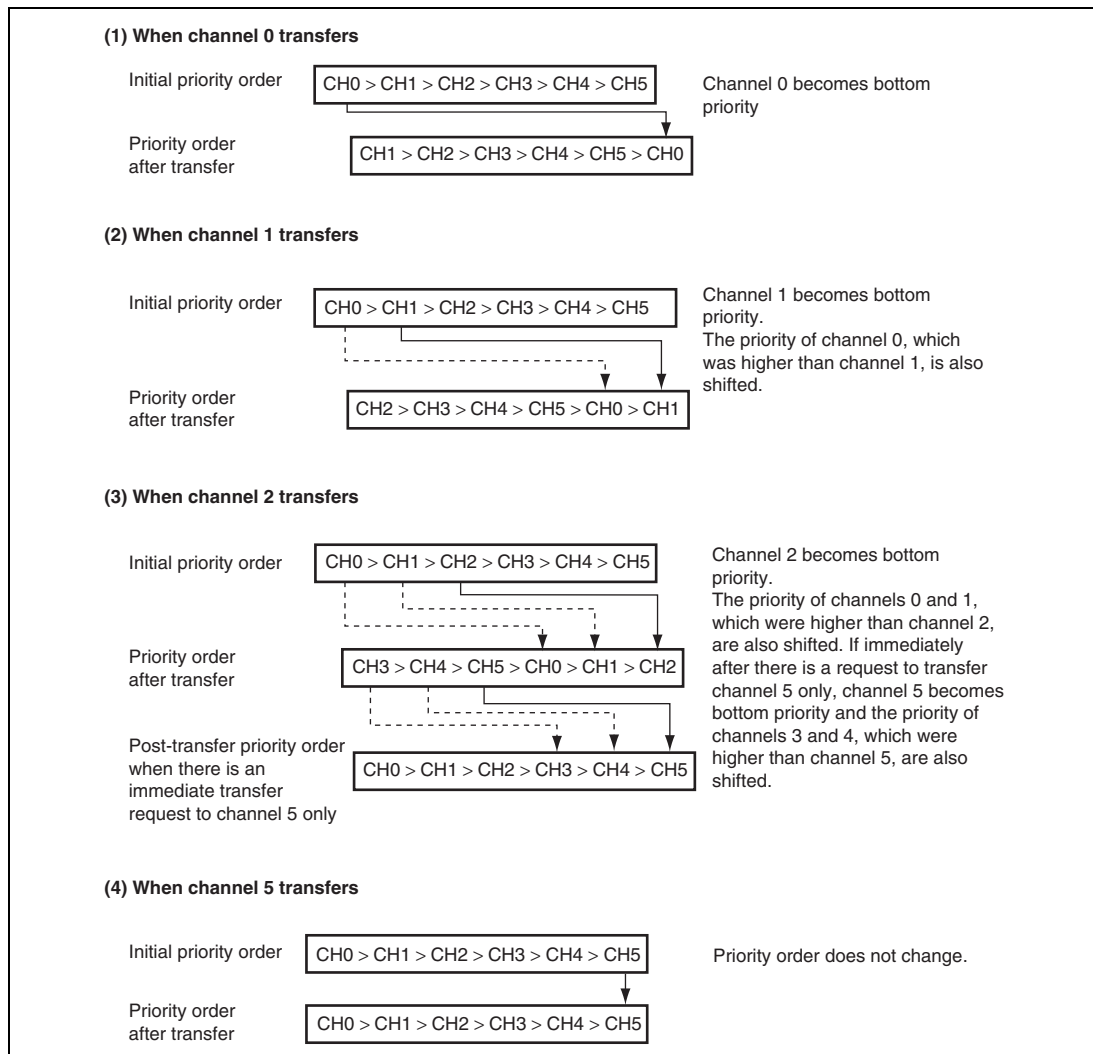 (1) When channel 0 transfers
Initial priority order
CH0 > CH1 > CH2 > CH3 > CH4 > CH5
Channel 0 becomes bottom
priority
Priority order
after transfer
CH1 > CH2 > CH3 > CH4 > CH5 > CH0
(2) When channel 1 transfers
Initial priority order
CH0 > CH1 > CH2 > CH3 > CH4 > CH5
Channel 1 becomes bottom
priority.
The priority of channel 0, which
was higher than channel 1, is also
shifted.
Priority order
after transfer
CH2 > CH3 > CH4 > CH5 > CH0 > CH1
(3) When channel 2 transfers
Initial priority order
CH0 > CH1 > CH2 > CH3 > CH4 > CH5
Channel 2 becomes bottom
priority.
The priority of channels 0 and 1,
which were higher than channel 2,
are also shifted. If immediately
after there is a request to transfer
channel 5 only, channel 5 becomes
bottom priority and the priority of
channels 3 and 4, which were
higher than channel 5, are also
shifted.
Priority order
after transfer
CH3 > CH4 > CH5 > CH0 > CH1 > CH2
Post-transfer priority order
when there is an
immediate transfer
request to channel 5 only
CH0 > CH1 > CH2 > CH3 > CH4 > CH5
(4) When channel 5 transfers
Initial priority order
CH0 > CH1 > CH2 > CH3 > CH4 > CH5
Priority order does not change.
Priority order
after transfer
CH0 > CH1 > CH2 > CH3 > CH4 > CH5